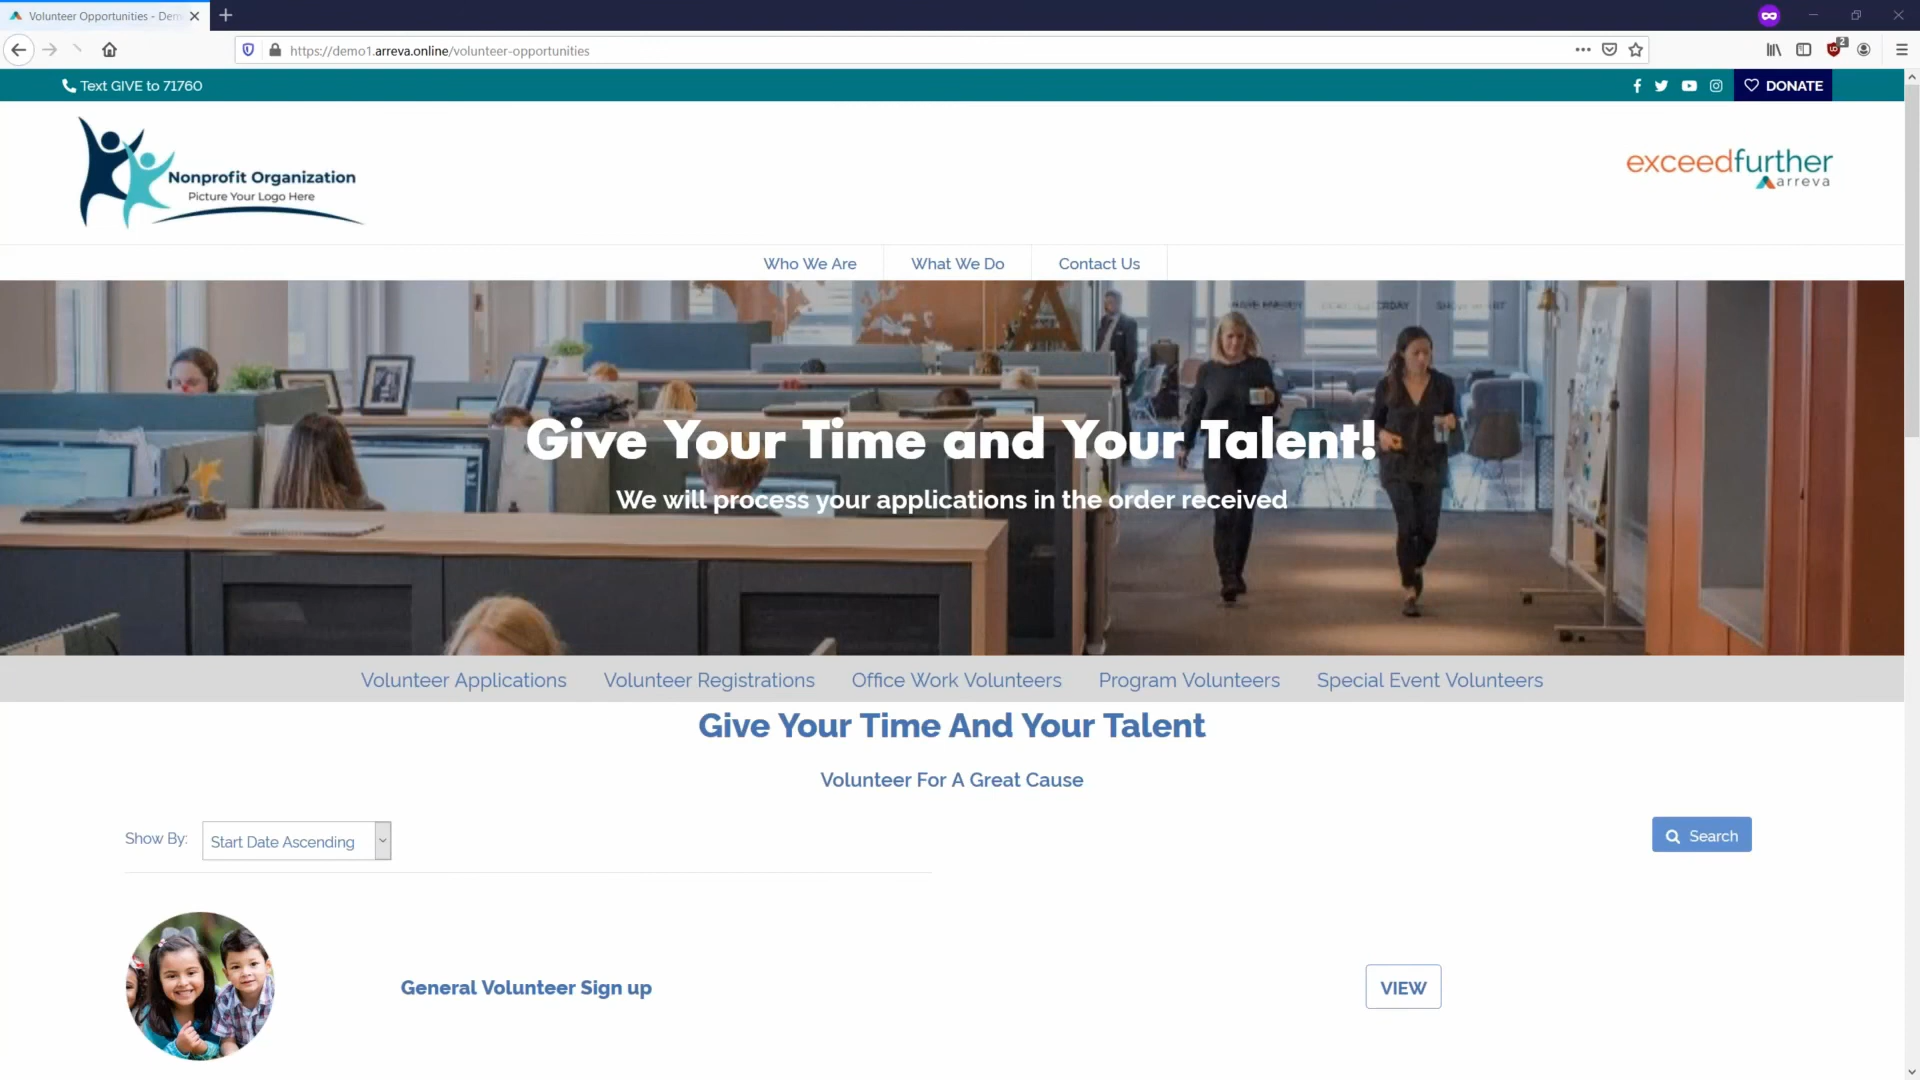 Volunteer Opportunities - Dem
https://demo1.arreva.online/volunteer-opportunities
2
Text GIVE to 71760
DONATE
Nonprofit Organization
Picture Your Logo Here
exceedfurther
arreva
Who We Are
What We Do
Contact Us
Give Your Time and Your Talent!
We will process your applications in the order received
Volunteer Applications
Volunteer Registrations
Office Work Volunteers
Program Volunteers
Special Event Volunteers
Give Your Time And Your Talent
Volunteer For A Great Cause
Show By:
Start Date Ascending
Search
General Volunteer Sign up
VIEW